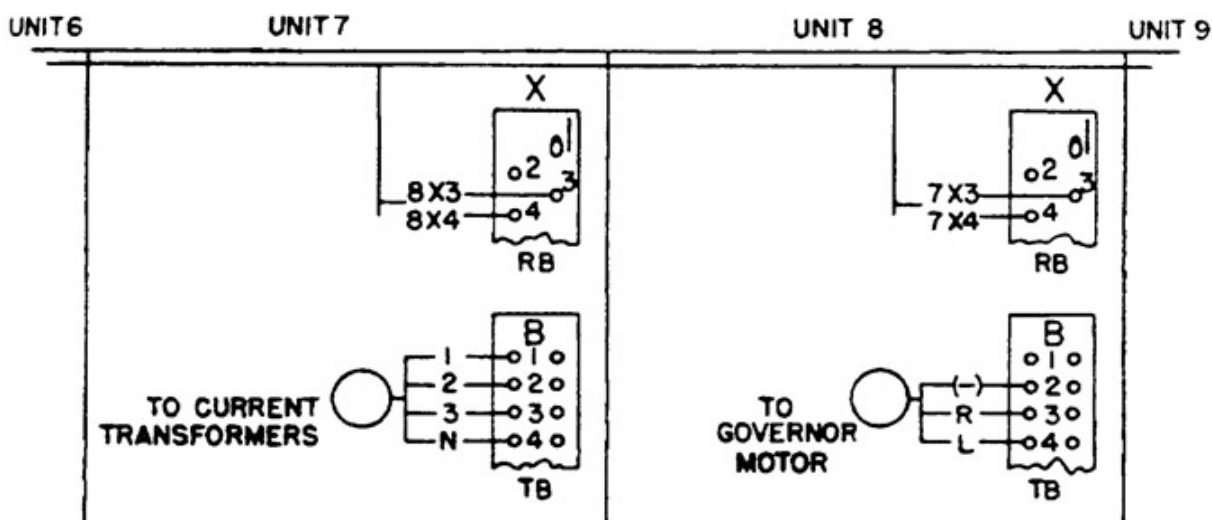 UNIT 6 UNIT 7 UNIT 8 UNIT 9
X X
0 1 0 1
2 2
8X3 3 7X3 3
8X4 4 7X4 4
RB RB
B B
1 1 1
2 2 (-) 2
3 3 R 3
N 4 L 4
TO CURRENT
TRANSFORMERS
TO
GOVERNOR
MOTOR
TB TB